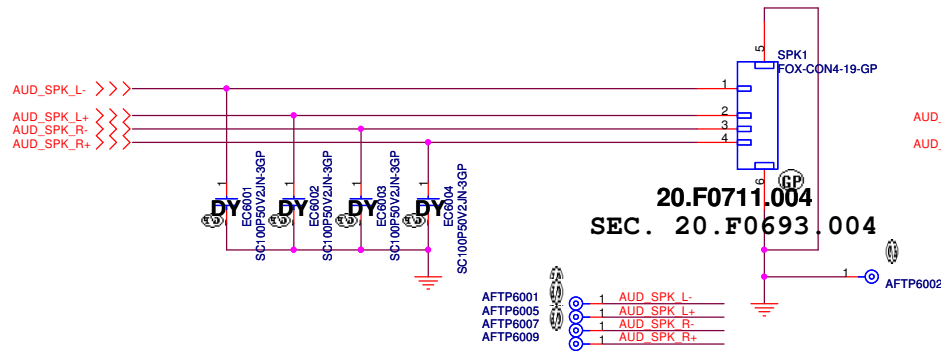 5
SPK1
FOX-CON4-19-GP
AUD_SPK_L-
1
AUD_SPK_L+
2
AUD_SPK_R-
3
AUD_SPK_R+
4
AUD_
AUD_
6
GP
20.F0711.004
SEC. 20.F0693.004
1
DY
EC6001
SC100P50V2JN-3GP
1
DY
EC6002
SC100P50V2JN-3GP
1
DY
EC6003
SC100P50V2JN-3GP
1
DY
EC6004
SC100P50V2JN-3GP
1
AFTP6002
AFTP6001
1
AUD_SPK_L-
AFTP6005
1
AUD_SPK_L+
AFTP6007
1
AUD_SPK_R-
AFTP6009
1
AUD_SPK_R+